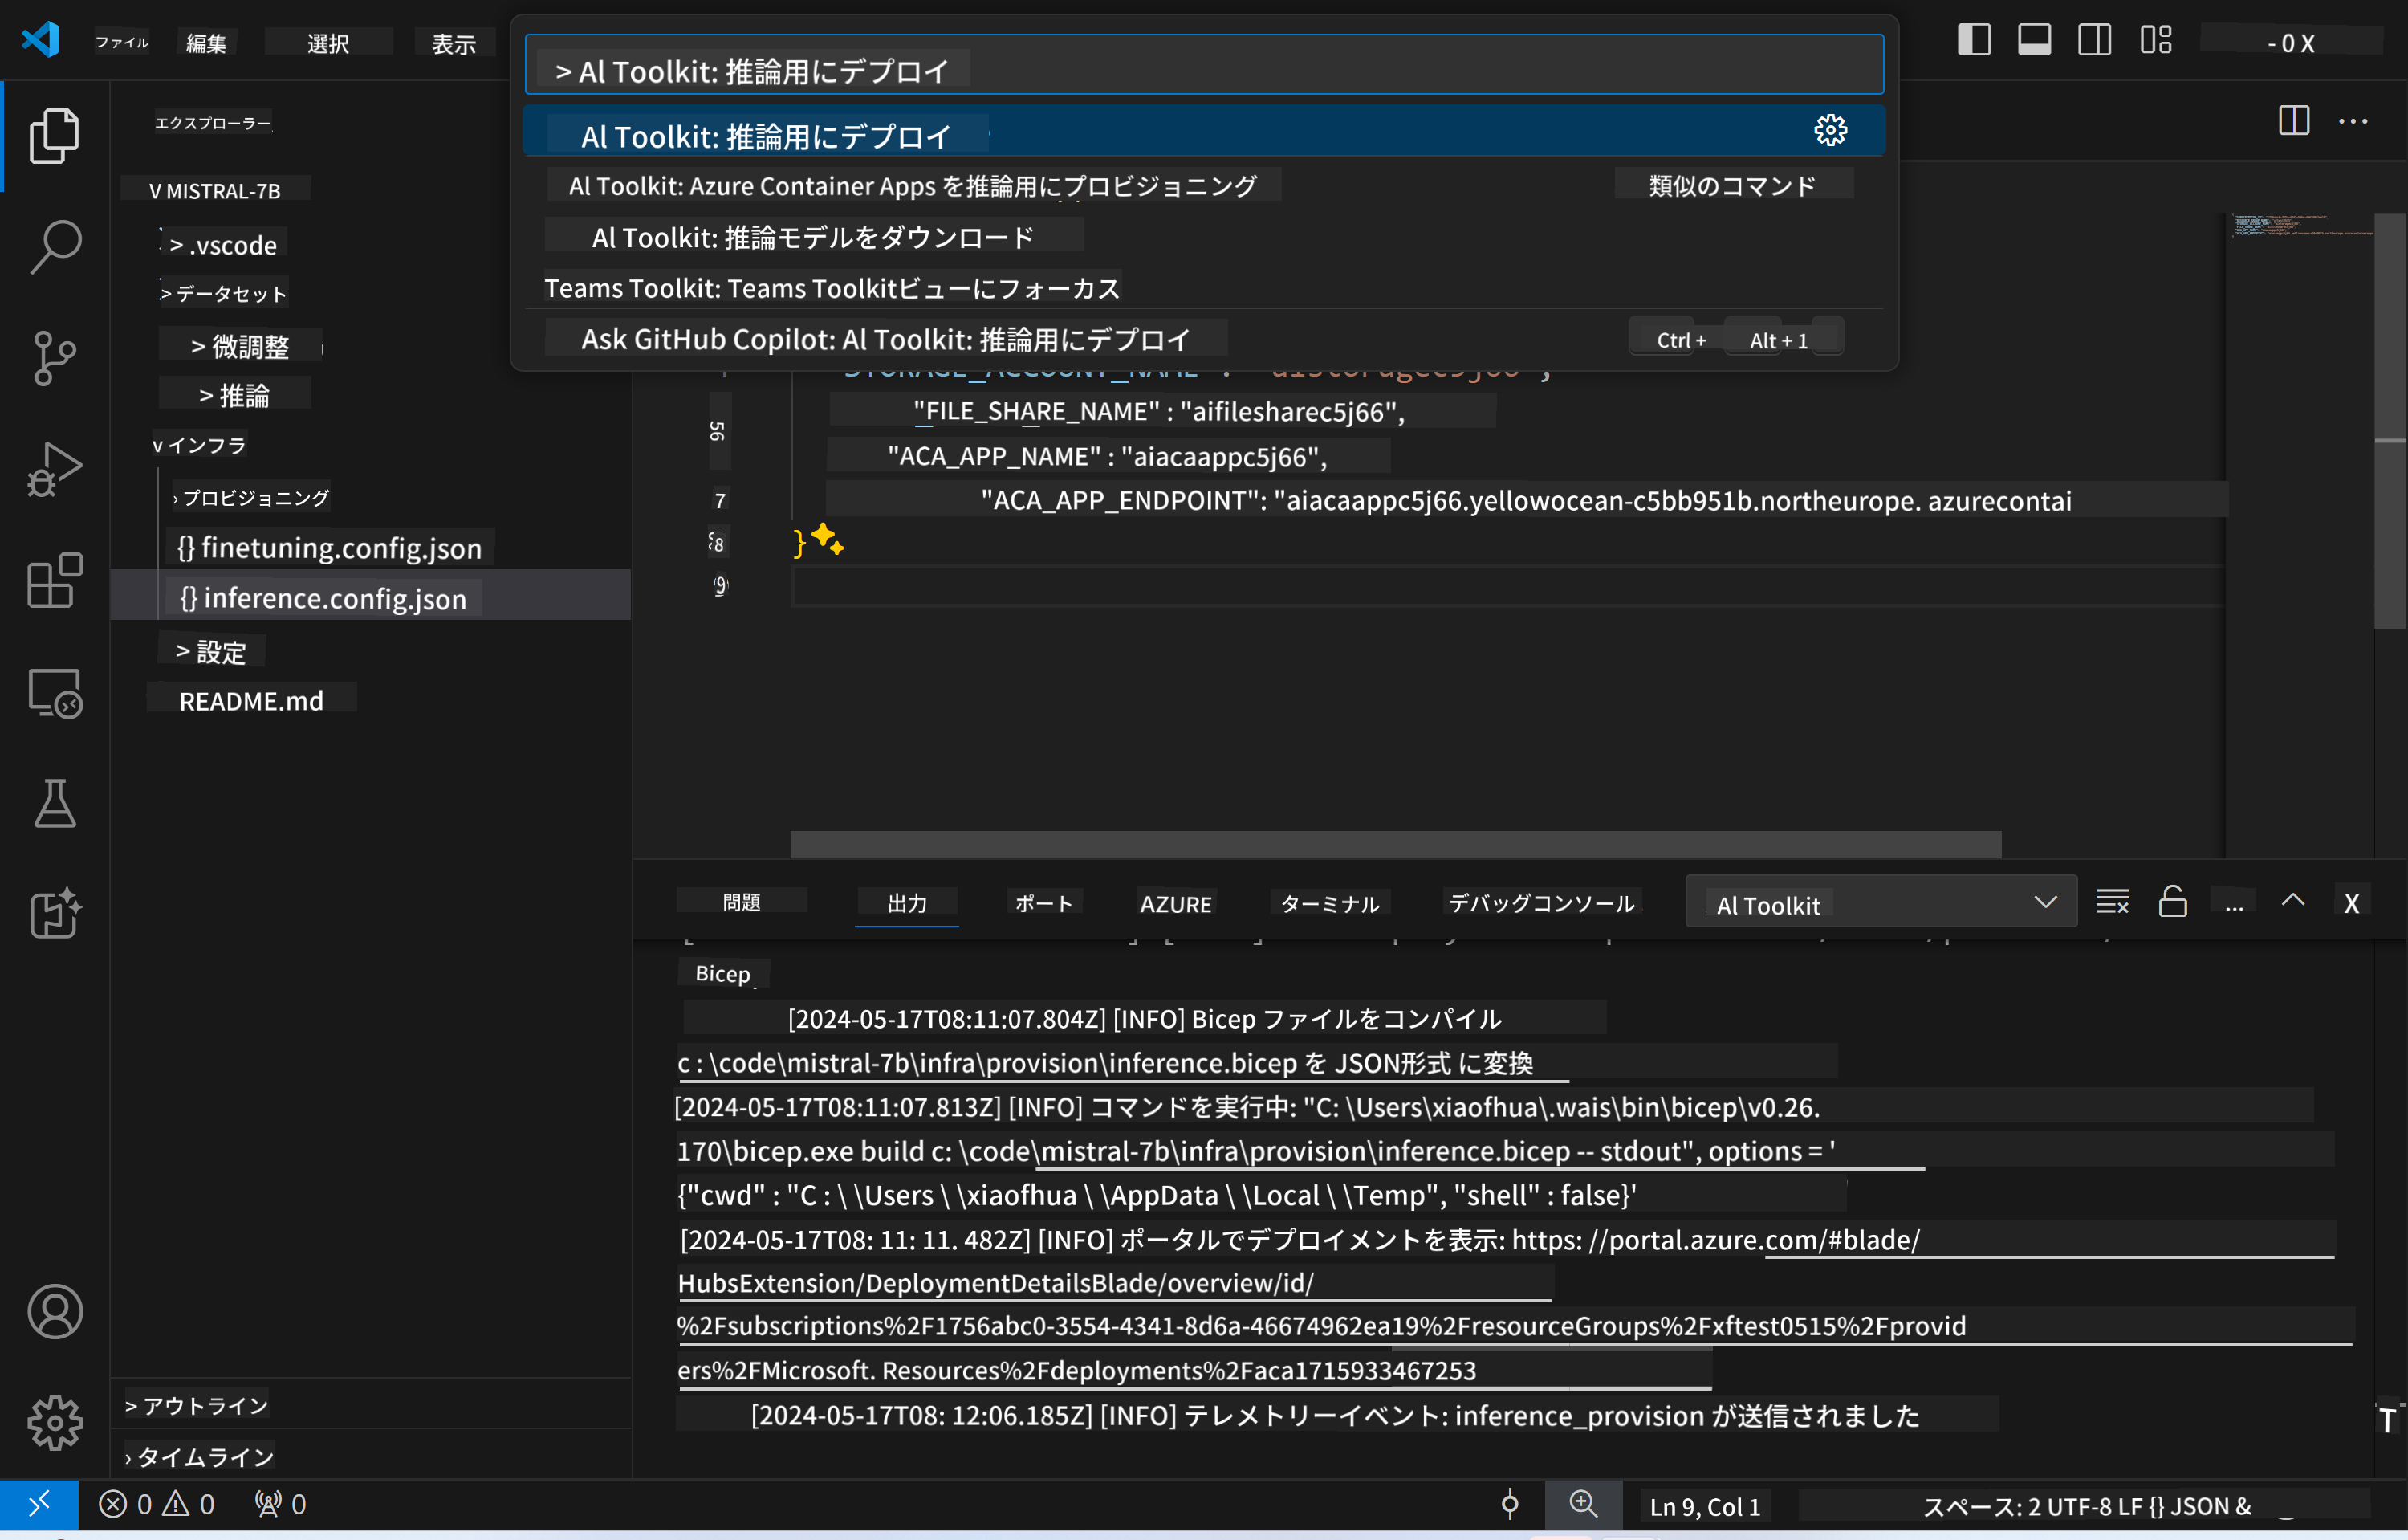 ファイル 編集 選択 表示
> Al Toolkit: 推論用にデプロイ
- 0 X
Al Toolkit: 推論用にデプロイ
Al Toolkit: Azure Container Apps を推論用にプロビジョニング 類似のコマンド
Al Toolkit: 推論モデルをダウンロード
Teams Toolkit: Teams Toolkitビューにフォーカス
Ask GitHub Copilot: Al Toolkit: 推論用にデプロイ Ctrl + Alt + 1
エクスプローラー
V MISTRAL-7B
> .vscode
> データセット
> 微調整
> 推論
v インフラ
› プロビジョニング
{} finetuning.config.json
{} inference.config.json
> 設定
README.md
> アウトライン
› タイムライン
56 "FILE_SHARE_NAME" : "aifilesharec5j66",
"ACA_APP_NAME" : "aiacaappc5j66",
7 "ACA_APP_ENDPOINT": "aiacaappc5j66.yellowocean-c5bb951b.northeurope. azurecontai
8 }
9
問題 出力 ポート AZURE ターミナル デバッグコンソール Al Toolkit ... X
Bicep
[2024-05-17T08:11:07.804Z] [INFO] Bicep ファイルをコンパイル
c : \code\mistral-7b\infra\provision\inference.bicep を JSON形式 に変換
[2024-05-17T08:11:07.813Z] [INFO] コマンドを実行中: "C: \Users\xiaofhua\.wais\bin\bicep\v0.26.
170\bicep.exe build c: \code\mistral-7b\infra\provision\inference.bicep -- stdout", options = '
{"cwd" : "C : \ \Users \ \xiaofhua \ \AppData \ \Local \ \Temp", "shell" : false}'
[2024-05-17T08: 11: 11. 482Z] [INFO] ポータルでデプロイメントを表示: https: //portal.azure.com/#blade/
HubsExtension/DeploymentDetailsBlade/overview/id/
%2Fsubscriptions%2F1756abc0-3554-4341-8d6a-46674962ea19%2FresourceGroups%2Fxftest0515%2Fprovid
ers%2FMicrosoft. Resources%2Fdeployments%2Faca1715933467253
[2024-05-17T08: 12:06.185Z] [INFO] テレメトリーイベント: inference_provision が送信されました
T
0 0 0 Ln 9, Col 1 スペース: 2 UTF-8 LF {} JSON &